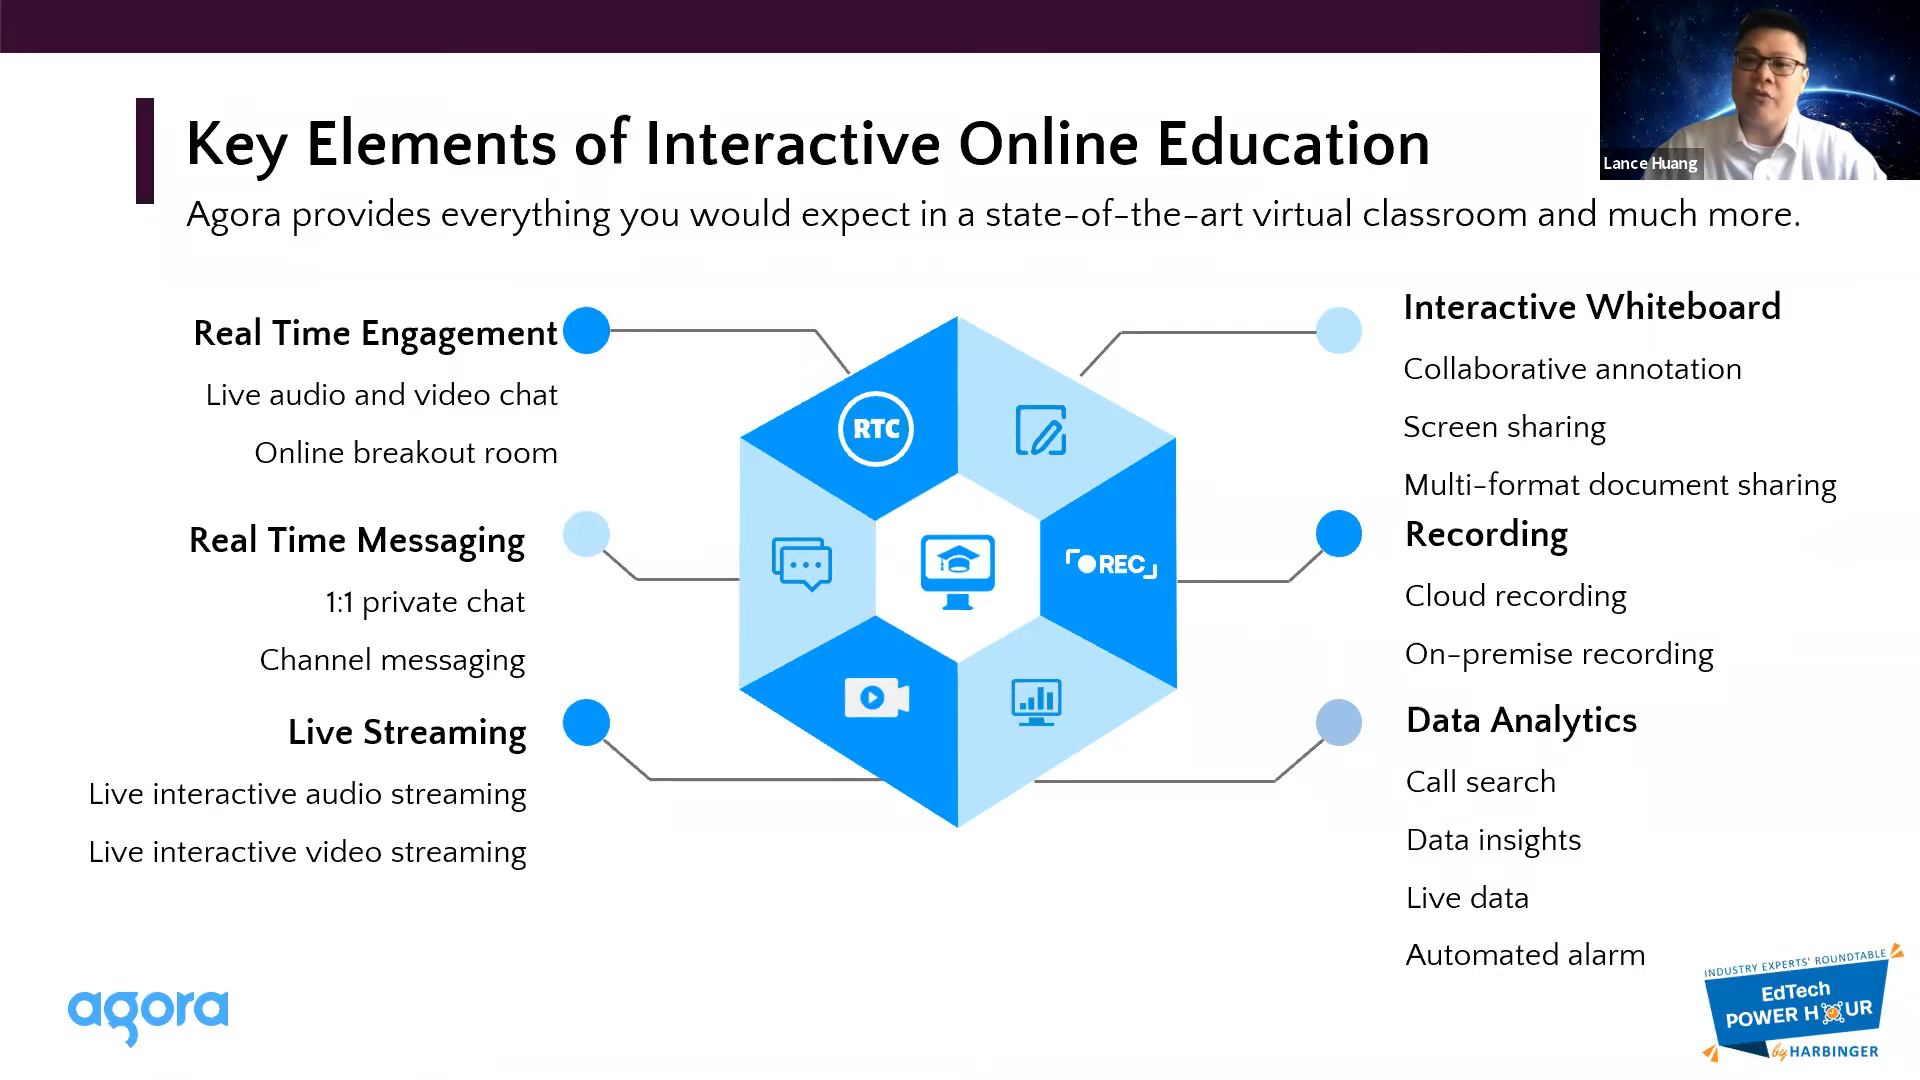 Lance Huang
Key Elements of Interactive Online Education
Agora provides everything you would expect in a state-of-the-art virtual classroom and much more.
Real Time Engagement
Live audio and video chat
Online breakout room
Real Time Messaging
1:1 private chat
Channel messaging
Live Streaming
Live interactive audio streaming
Live interactive video streaming
RTC
REC
Interactive Whiteboard
Collaborative annotation
Screen sharing
Multi-format document sharing
Recording
Cloud recording
On-premise recording
Data Analytics
Call search
Data insights
Live data
Automated alarm
agora
INDUSTRY EXPERTS' ROUNDTABLE
EdTech
POWER HOUR
by HARBINGER